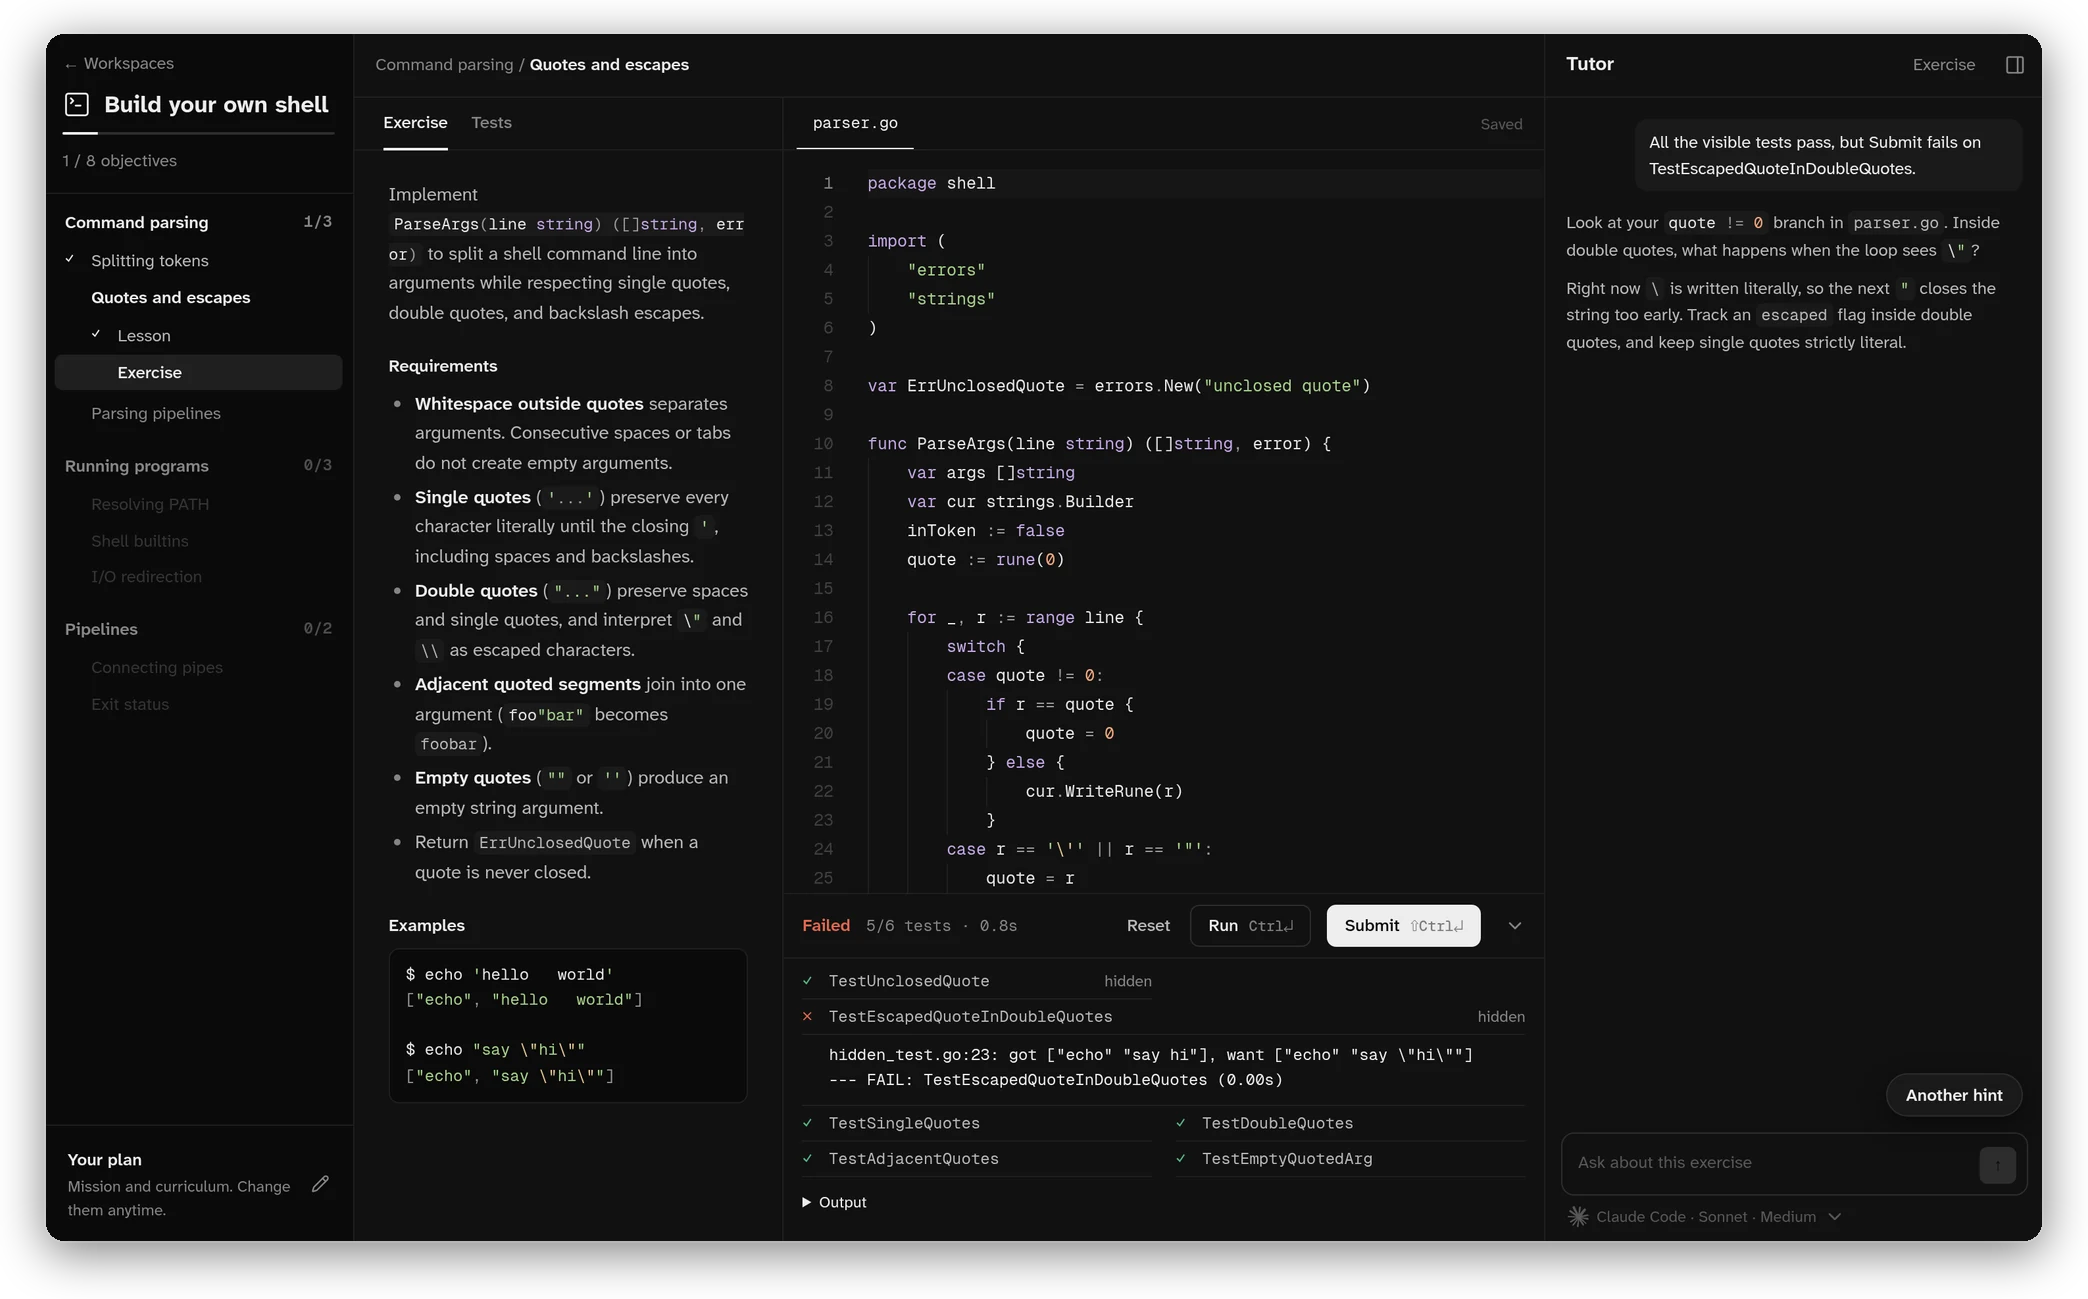 ← Workspaces
Build your own shell
1 / 8 objectives
Command parsing 1/3
Splitting tokens
Quotes and escapes
Lesson
Exercise
Parsing pipelines
Running programs 0/3
Resolving PATH
Shell builtins
I/O redirection
Pipelines 0/2
Connecting pipes
Exit status
Your plan
Mission and curriculum. Change
them anytime.
Command parsing / Quotes and escapes
Exercise Tests
Implement
ParseArgs(line string) ([]string, err
or) to split a shell command line into
arguments while respecting single quotes,
double quotes, and backslash escapes.
Requirements
• Whitespace outside quotes separates
arguments. Consecutive spaces or tabs
do not create empty arguments.
• Single quotes ( '...' ) preserve every
character literally until the closing ' ,
including spaces and backslashes.
• Double quotes ( "..." ) preserve spaces
and single quotes, and interpret \" and
\\ as escaped characters.
• Adjacent quoted segments join into one
argument ( foo"bar" becomes
foobar ).
• Empty quotes ( "" or '' ) produce an
empty string argument.
• Return ErrUnclosedQuote when a
quote is never closed.
Examples
$ echo 'hello   world'
["echo", "hello   world"]
$ echo "say \"hi\""
["echo", "say \"hi\""]
parser.go Saved
1 package shell
2
3 import (
4     "errors"
5     "strings"
6 )
7
8 var ErrUnclosedQuote = errors.New("unclosed quote")
9
10 func ParseArgs(line string) ([]string, error) {
11     var args []string
12     var cur strings.Builder
13     inToken := false
14     quote := rune(0)
15
16     for _, r := range line {
17         switch {
18         case quote != 0:
19             if r == quote {
20                 quote = 0
21             } else {
22                 cur.WriteRune(r)
23             }
24         case r == '\'' || r == '"':
25             quote = r
Failed 5/6 tests · 0.8s Reset Run Ctrl↵ Submit ⇧Ctrl↵
✓ TestUnclosedQuote hidden
✕ TestEscapedQuoteInDoubleQuotes hidden
hidden_test.go:23: got ["echo" "say hi"], want ["echo" "say \"hi\""]
--- FAIL: TestEscapedQuoteInDoubleQuotes (0.00s)
✓ TestSingleQuotes ✓ TestDoubleQuotes
✓ TestAdjacentQuotes ✓ TestEmptyQuotedArg
▶ Output
Tutor Exercise
All the visible tests pass, but Submit fails on
TestEscapedQuoteInDoubleQuotes.
Look at your quote != 0 branch in parser.go . Inside
double quotes, what happens when the loop sees \" ?
Right now \ is written literally, so the next " closes the
string too early. Track an escaped flag inside double
quotes, and keep single quotes strictly literal.
Another hint
Ask about this exercise
↑
Claude Code · Sonnet · Medium